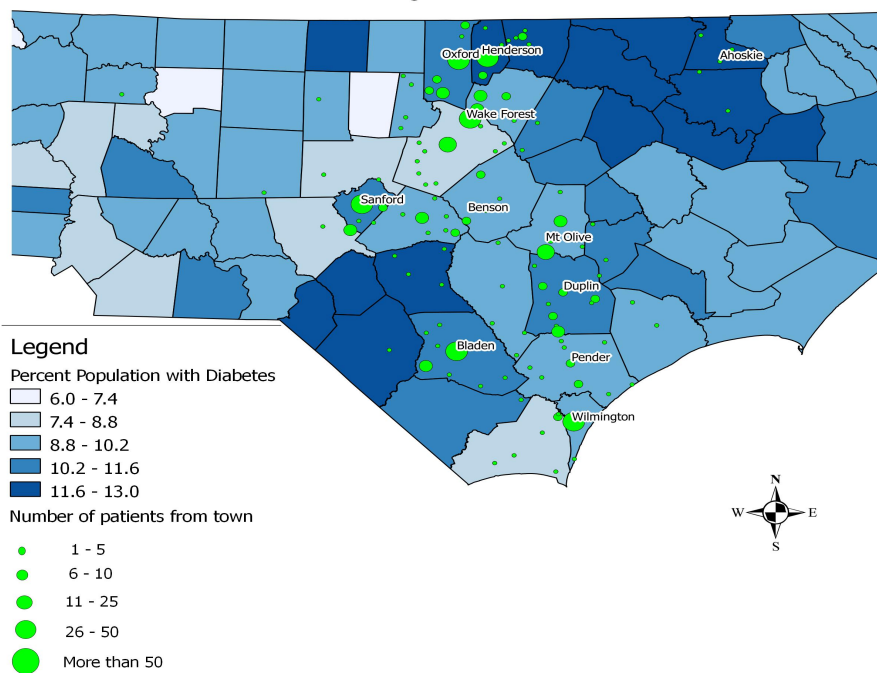 Oxford
Henderson
Ahoskie
Wake Forest
Sanford
Benson
Mt Olive
Duplin
Bladen
Pender
Wilmington
Legend
Percent Population with Diabetes
6.0 - 7.4
7.4 - 8.8
8.8 - 10.2
10.2 - 11.6
11.6 - 13.0
Number of patients from town
1 - 5
6 - 10
11 - 25
26 - 50
More than 50
N
W
E
S